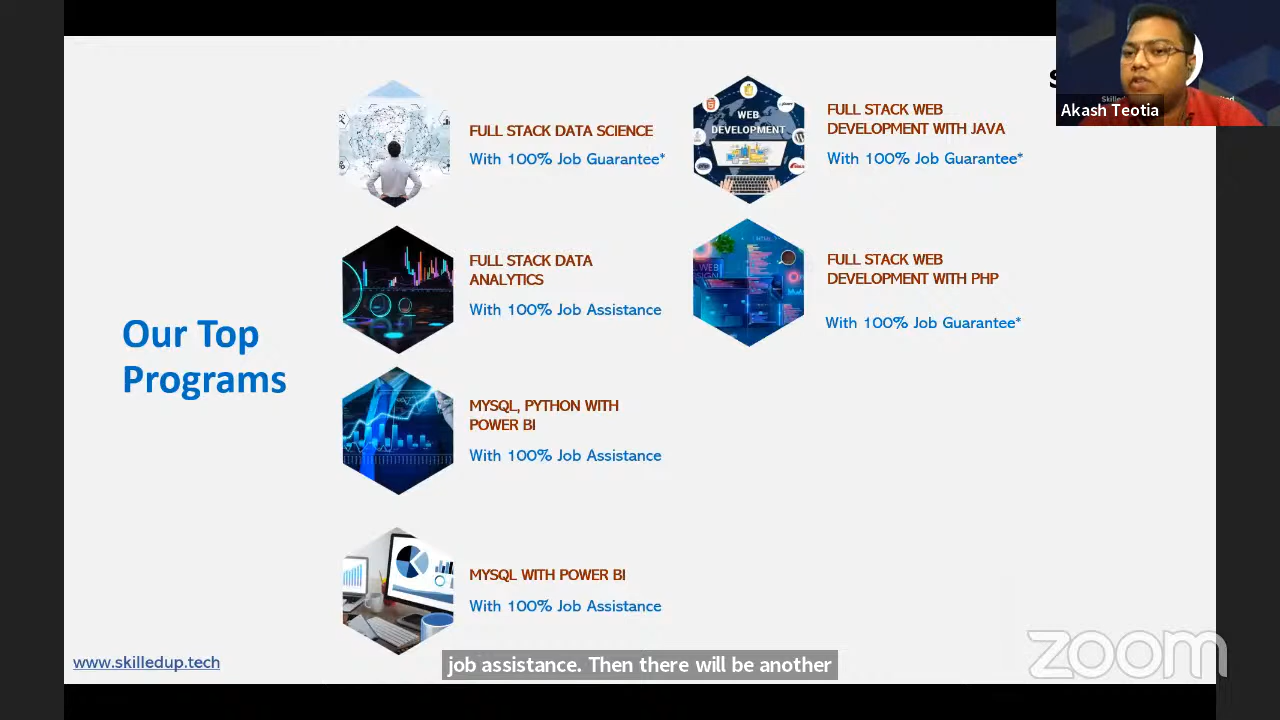 Our Top
Programs
FULL STACK DATA SCIENCE
With 100% Job Guarantee*
FULL STACK DATA
ANALYTICS
With 100% Job Assistance
MYSQL, PYTHON WITH
POWER BI
With 100% Job Assistance
MYSQL WITH POWER BI
With 100% Job Assistance
WEB
DEVELOPMENT
FULL STACK WEB
DEVELOPMENT WITH JAVA
With 100% Job Guarantee*
FULL STACK WEB
DEVELOPMENT WITH PHP
With 100% Job Guarantee*
Akash Teotia
www.skilledup.tech
job assistance. Then there will be another
zoom